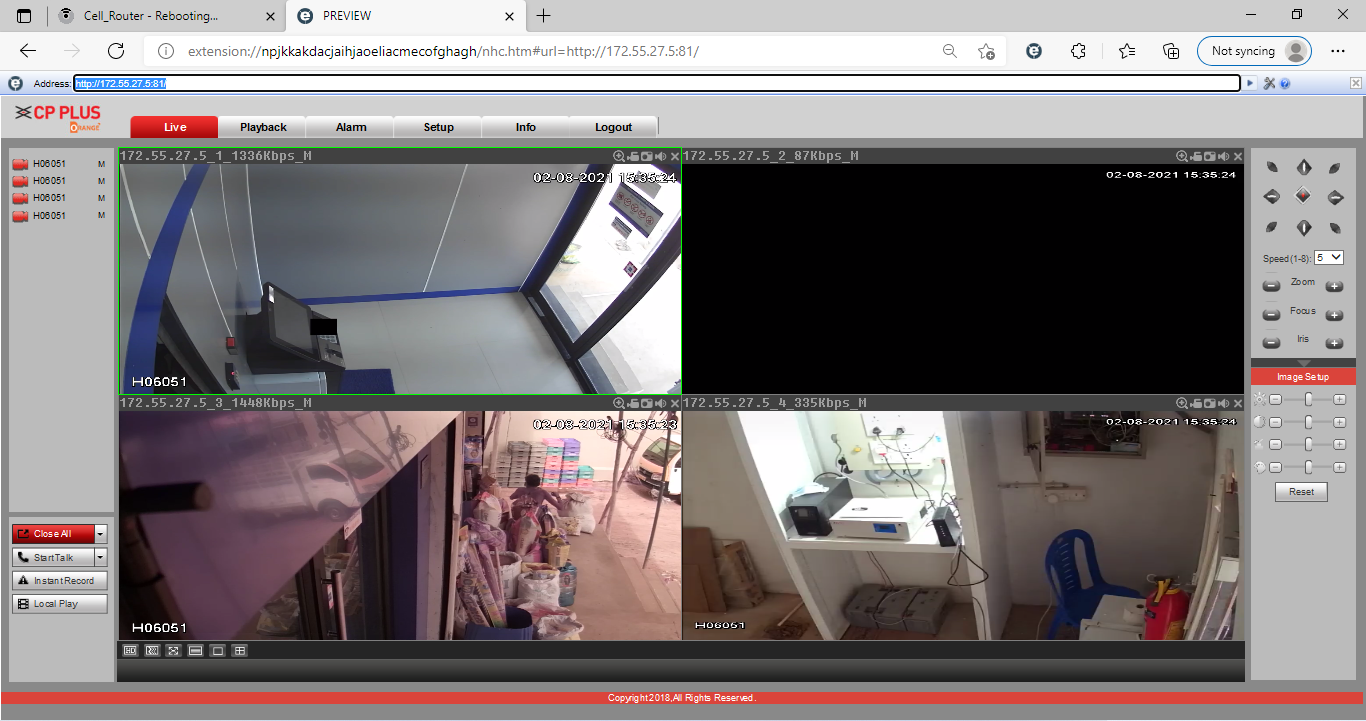 Cell_Router - Rebooting...
PREVIEW
extension://npjkkakdacjaihjaoeliacmecofghagh/nhc.htm#url=http://172.55.27.5:81/
Not syncing
Address: http://172.55.27.5:81/
CP PLUS
ORANGE
Live Playback Alarm Setup Info Logout
H06051 M
H06051 M
H06051 M
H06051 M
Close All
Start Talk
Instant Record
Local Play
172.55.27.5_1_1336Kbps_M
02-08-2021 15:35:24
H06051
172.55.27.5_2_87Kbps_M
02-08-2021 15:35:24
172.55.27.5_3_1448Kbps_M
02-08-2021 15:35:23
H06051
172.55.27.5_4_335Kbps_M
02-08-2021 15:35:24
H06051
HD
Speed(1-8): 5
Zoom
Focus
Iris
Image Setup
Reset
Copyright 2018,All Rights Reserved.